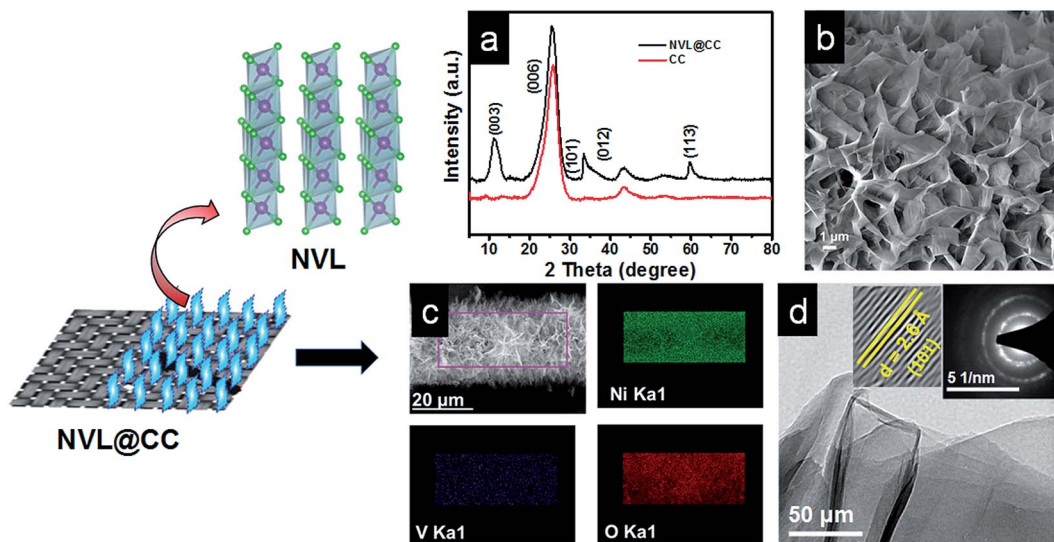 NVL
NVL@CC
a
Intensity (a.u.)
NVL@CC
CC
(003)
(006)
(101)
(012)
(113)
10 20 30 40 50 60 70 80
2 Theta (degree)
b
1 µm
c
20 µm
Ni Ka1
V Ka1
O Ka1
d
d = 2.6 Å
(101)
5 1/nm
50 µm